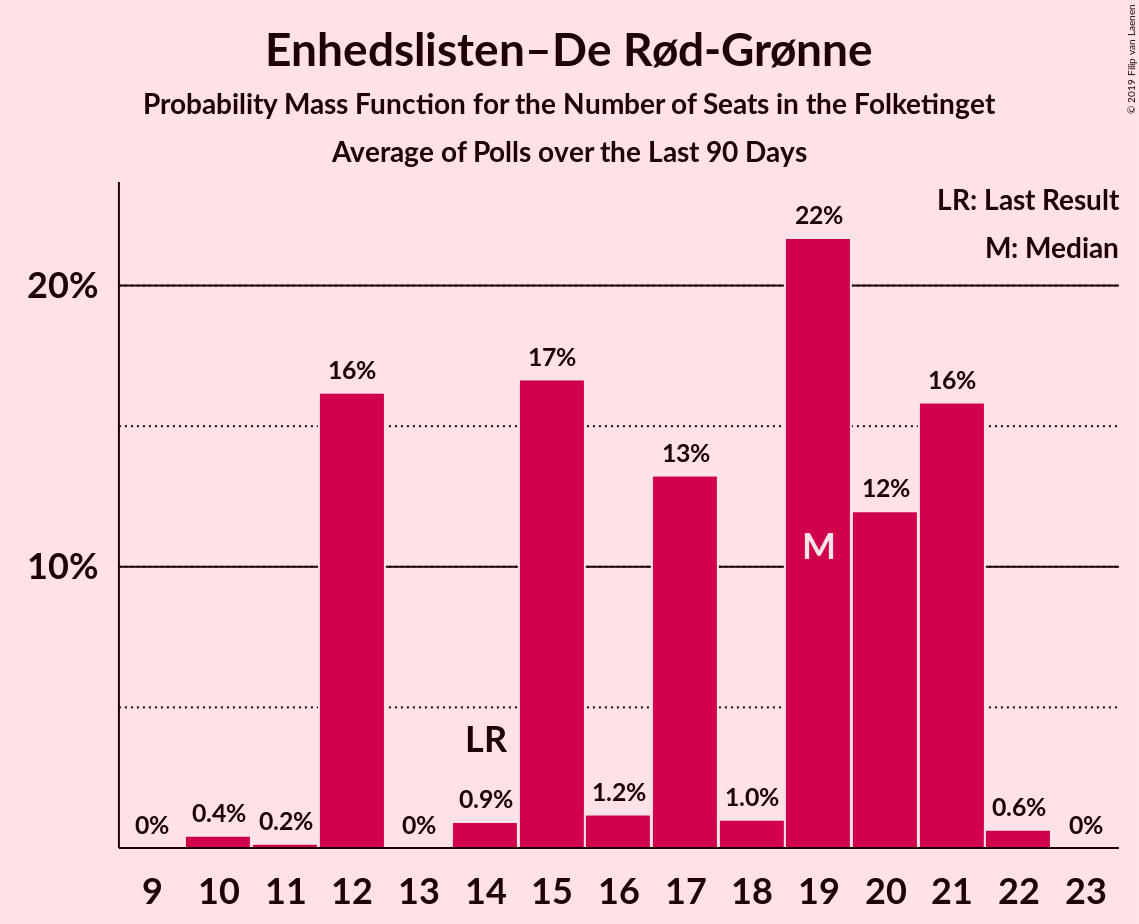 Enhedslisten–De Rød-Grønne
Probability Mass Function for the Number of Seats in the Folketinget
Average of Polls over the Last 90 Days
© 2019 Filip van Laenen
LR: Last Result
M: Median
20%
10%
0%
0.4%
0.2%
16%
0%
0.9%
17%
1.2%
13%
1.0%
22%
12%
16%
0.6%
0%
LR
M
9 10 11 12 13 14 15 16 17 18 19 20 21 22 23